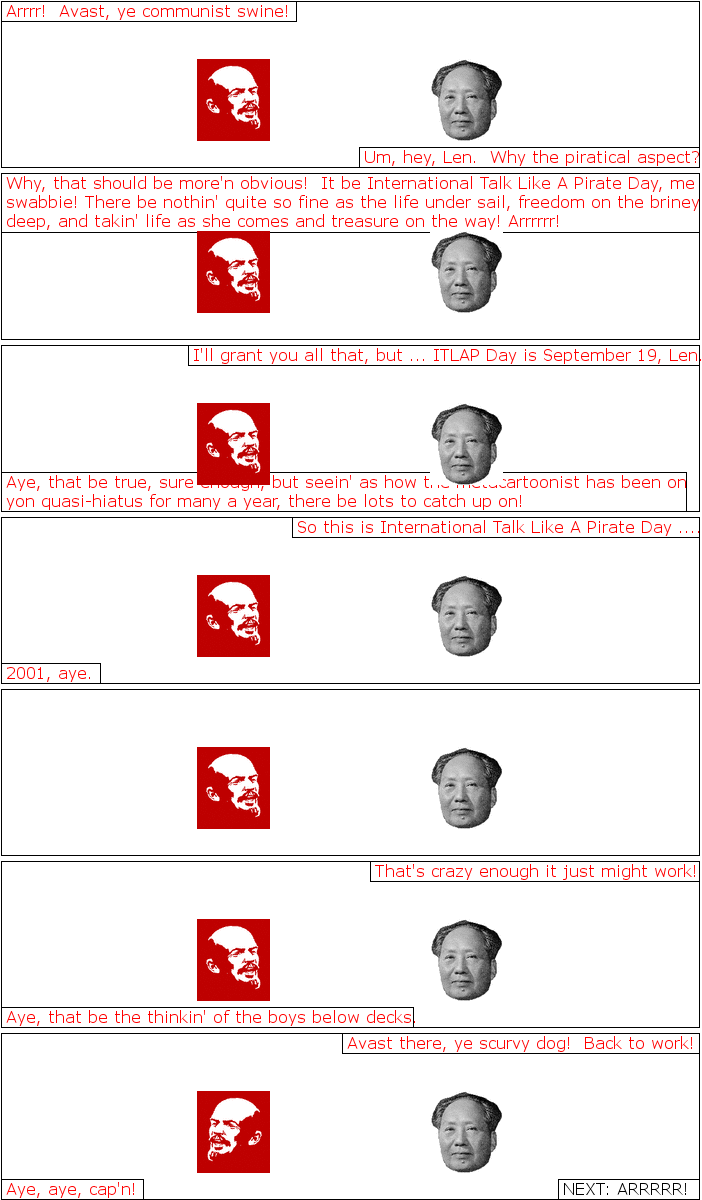 Arrrr!  Avast, ye communist swine!
Um, hey, Len.  Why the piratical aspect?
Why, that should be more'n obvious!  It be International Talk Like A Pirate Day, me
swabbie! There be nothin' quite so fine as the life under sail, freedom on the briney
deep, and takin' life as she comes and treasure on the way! Arrrrrr!
I'll grant you all that, but ... ITLAP Day is September 19, Len.
Aye, that be true, sure enough, but seein' as how the metacartoonist has been on
yon quasi-hiatus for many a year, there be lots to catch up on!
So this is International Talk Like A Pirate Day ....
2001, aye.
That's crazy enough it just might work!
Aye, that be the thinkin' of the boys below decks.
Avast there, ye scurvy dog!  Back to work!
Aye, aye, cap'n!
NEXT: ARRRRR!